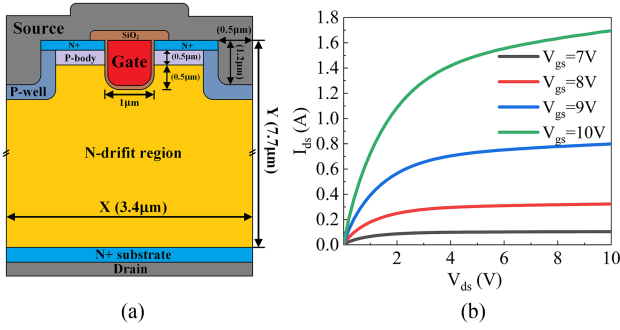 Source
SiO₂
(0.5μm)
N+
Gate
N+
P-body
(0.5μm)
(1.2μm)
P-well
(0.5μm)
1μm
N-drifit region
Y (7.7μm)
X (3.4μm)
N+ substrate
Drain
(a)
Ids (A)
1.8
1.6
1.4
1.2
1.0
0.8
0.6
0.4
0.2
0.0
Vgs=7V
Vgs=8V
Vgs=9V
Vgs=10V
0 2 4 6 8 10
Vds (V)
(b)